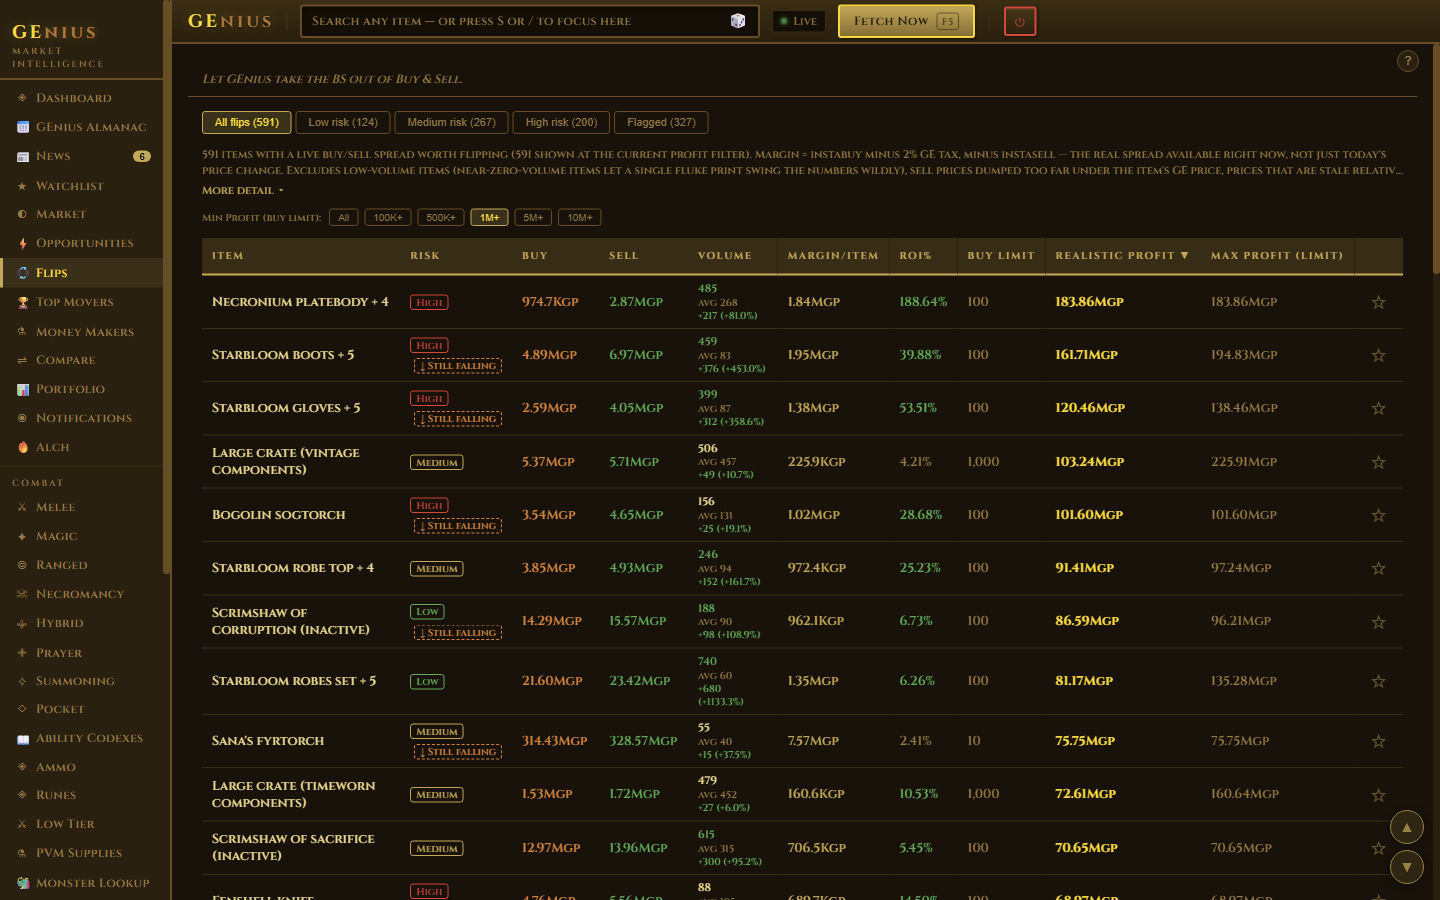 GENIUS
MARKET
INTELLIGENCE
DASHBOARD
GENIUS ALMANAC
NEWS 6
WATCHLIST
MARKET
OPPORTUNITIES
FLIPS
TOP MOVERS
MONEY MAKERS
COMPARE
PORTFOLIO
NOTIFICATIONS
ALCH
COMBAT
MELEE
MAGIC
RANGED
NECROMANCY
HYBRID
PRAYER
SUMMONING
POCKET
ABILITY CODEXES
AMMO
RUNES
LOW TIER
PVM SUPPLIES
MONSTER LOOKUP
GENIUS SEARCH ANY ITEM — OR PRESS S OR / TO FOCUS HERE LIVE FETCH NOW F5
?
LET GENIUS TAKE THE BS OUT OF BUY & SELL.
All flips (591) Low risk (124) Medium risk (267) High risk (200) Flagged (327)
591 ITEMS WITH A LIVE BUY/SELL SPREAD WORTH FLIPPING (591 SHOWN AT THE CURRENT PROFIT FILTER). MARGIN = INSTABUY MINUS 2% GE TAX, MINUS INSTASELL — THE REAL SPREAD AVAILABLE RIGHT NOW, NOT JUST TODAY'S
PRICE CHANGE. EXCLUDES LOW-VOLUME ITEMS (NEAR-ZERO-VOLUME ITEMS LET A SINGLE FLUKE PRINT SWING THE NUMBERS WILDLY), SELL PRICES DUMPED TOO FAR UNDER THE ITEM'S GE PRICE, PRICES THAT ARE STALE RELATIV...
MORE DETAIL
MIN PROFIT (BUY LIMIT): All 100K+ 500K+ 1M+ 5M+ 10M+
ITEM RISK BUY SELL VOLUME MARGIN/ITEM ROI% BUY LIMIT REALISTIC PROFIT ▼ MAX PROFIT (LIMIT)
NECRONIUM PLATEBODY + 4 HIGH 974.7KGP 2.87MGP 485 1.84MGP 188.64% 100 183.86MGP 183.86MGP
AVG 268
+217 (+81.0%)
STARBLOOM BOOTS + 5 HIGH 4.89MGP 6.97MGP 459 1.95MGP 39.88% 100 161.71MGP 194.83MGP
↓ STILL FALLING AVG 83
+376 (+453.0%)
STARBLOOM GLOVES + 5 HIGH 2.59MGP 4.05MGP 399 1.38MGP 53.51% 100 120.46MGP 138.46MGP
↓ STILL FALLING AVG 87
+312 (+358.6%)
LARGE CRATE (VINTAGE
COMPONENTS) MEDIUM 5.37MGP 5.71MGP 506 225.9KGP 4.21% 1,000 103.24MGP 225.91MGP
AVG 457
+49 (+10.7%)
BOGOLIN SOGTORCH HIGH 3.54MGP 4.65MGP 156 1.02MGP 28.68% 100 101.60MGP 101.60MGP
↓ STILL FALLING AVG 131
+25 (+19.1%)
STARBLOOM ROBE TOP + 4 MEDIUM 3.85MGP 4.93MGP 246 972.4KGP 25.23% 100 91.41MGP 97.24MGP
AVG 94
+152 (+161.7%)
SCRIMSHAW OF
CORRUPTION (INACTIVE) LOW 14.29MGP 15.57MGP 188 962.1KGP 6.73% 100 86.59MGP 96.21MGP
↓ STILL FALLING AVG 90
+98 (+108.9%)
STARBLOOM ROBES SET + 5 LOW 21.60MGP 23.42MGP 740 1.35MGP 6.26% 100 81.17MGP 135.28MGP
AVG 60
+680
(+1133.3%)
SANA'S FYRTORCH MEDIUM 314.43MGP 328.57MGP 55 7.57MGP 2.41% 10 75.75MGP 75.75MGP
↓ STILL FALLING AVG 40
+15 (+37.5%)
LARGE CRATE (TIMEWORN
COMPONENTS) MEDIUM 1.53MGP 1.72MGP 479 160.6KGP 10.53% 1,000 72.61MGP 160.64MGP
AVG 452
+27 (+6.0%)
SCRIMSHAW OF SACRIFICE
(INACTIVE) MEDIUM 12.97MGP 13.96MGP 615 706.5KGP 5.45% 100 70.65MGP 70.65MGP
AVG 315
+300 (+95.2%)
HIGH 88